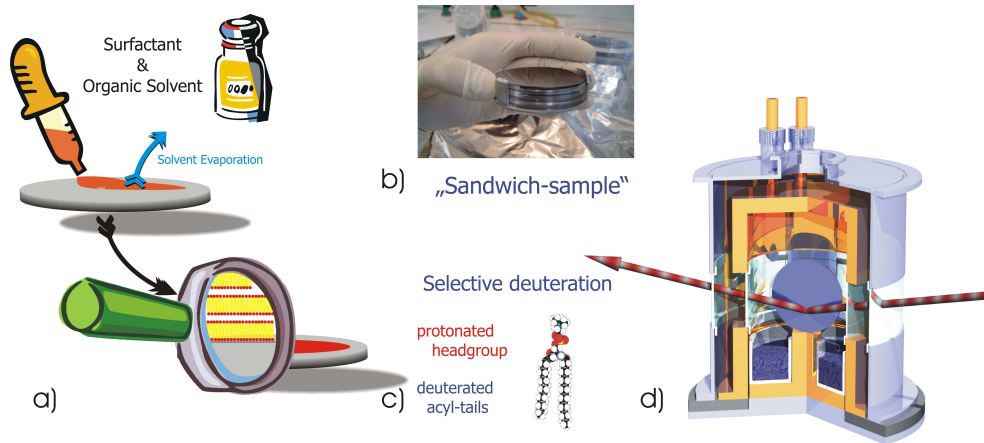 Surfactant
&
Organic Solvent
Solvent Evaporation
a)
b)
„Sandwich-sample“
Selective deuteration
protonated
headgroup
deuterated
acyl-tails
c)
d)